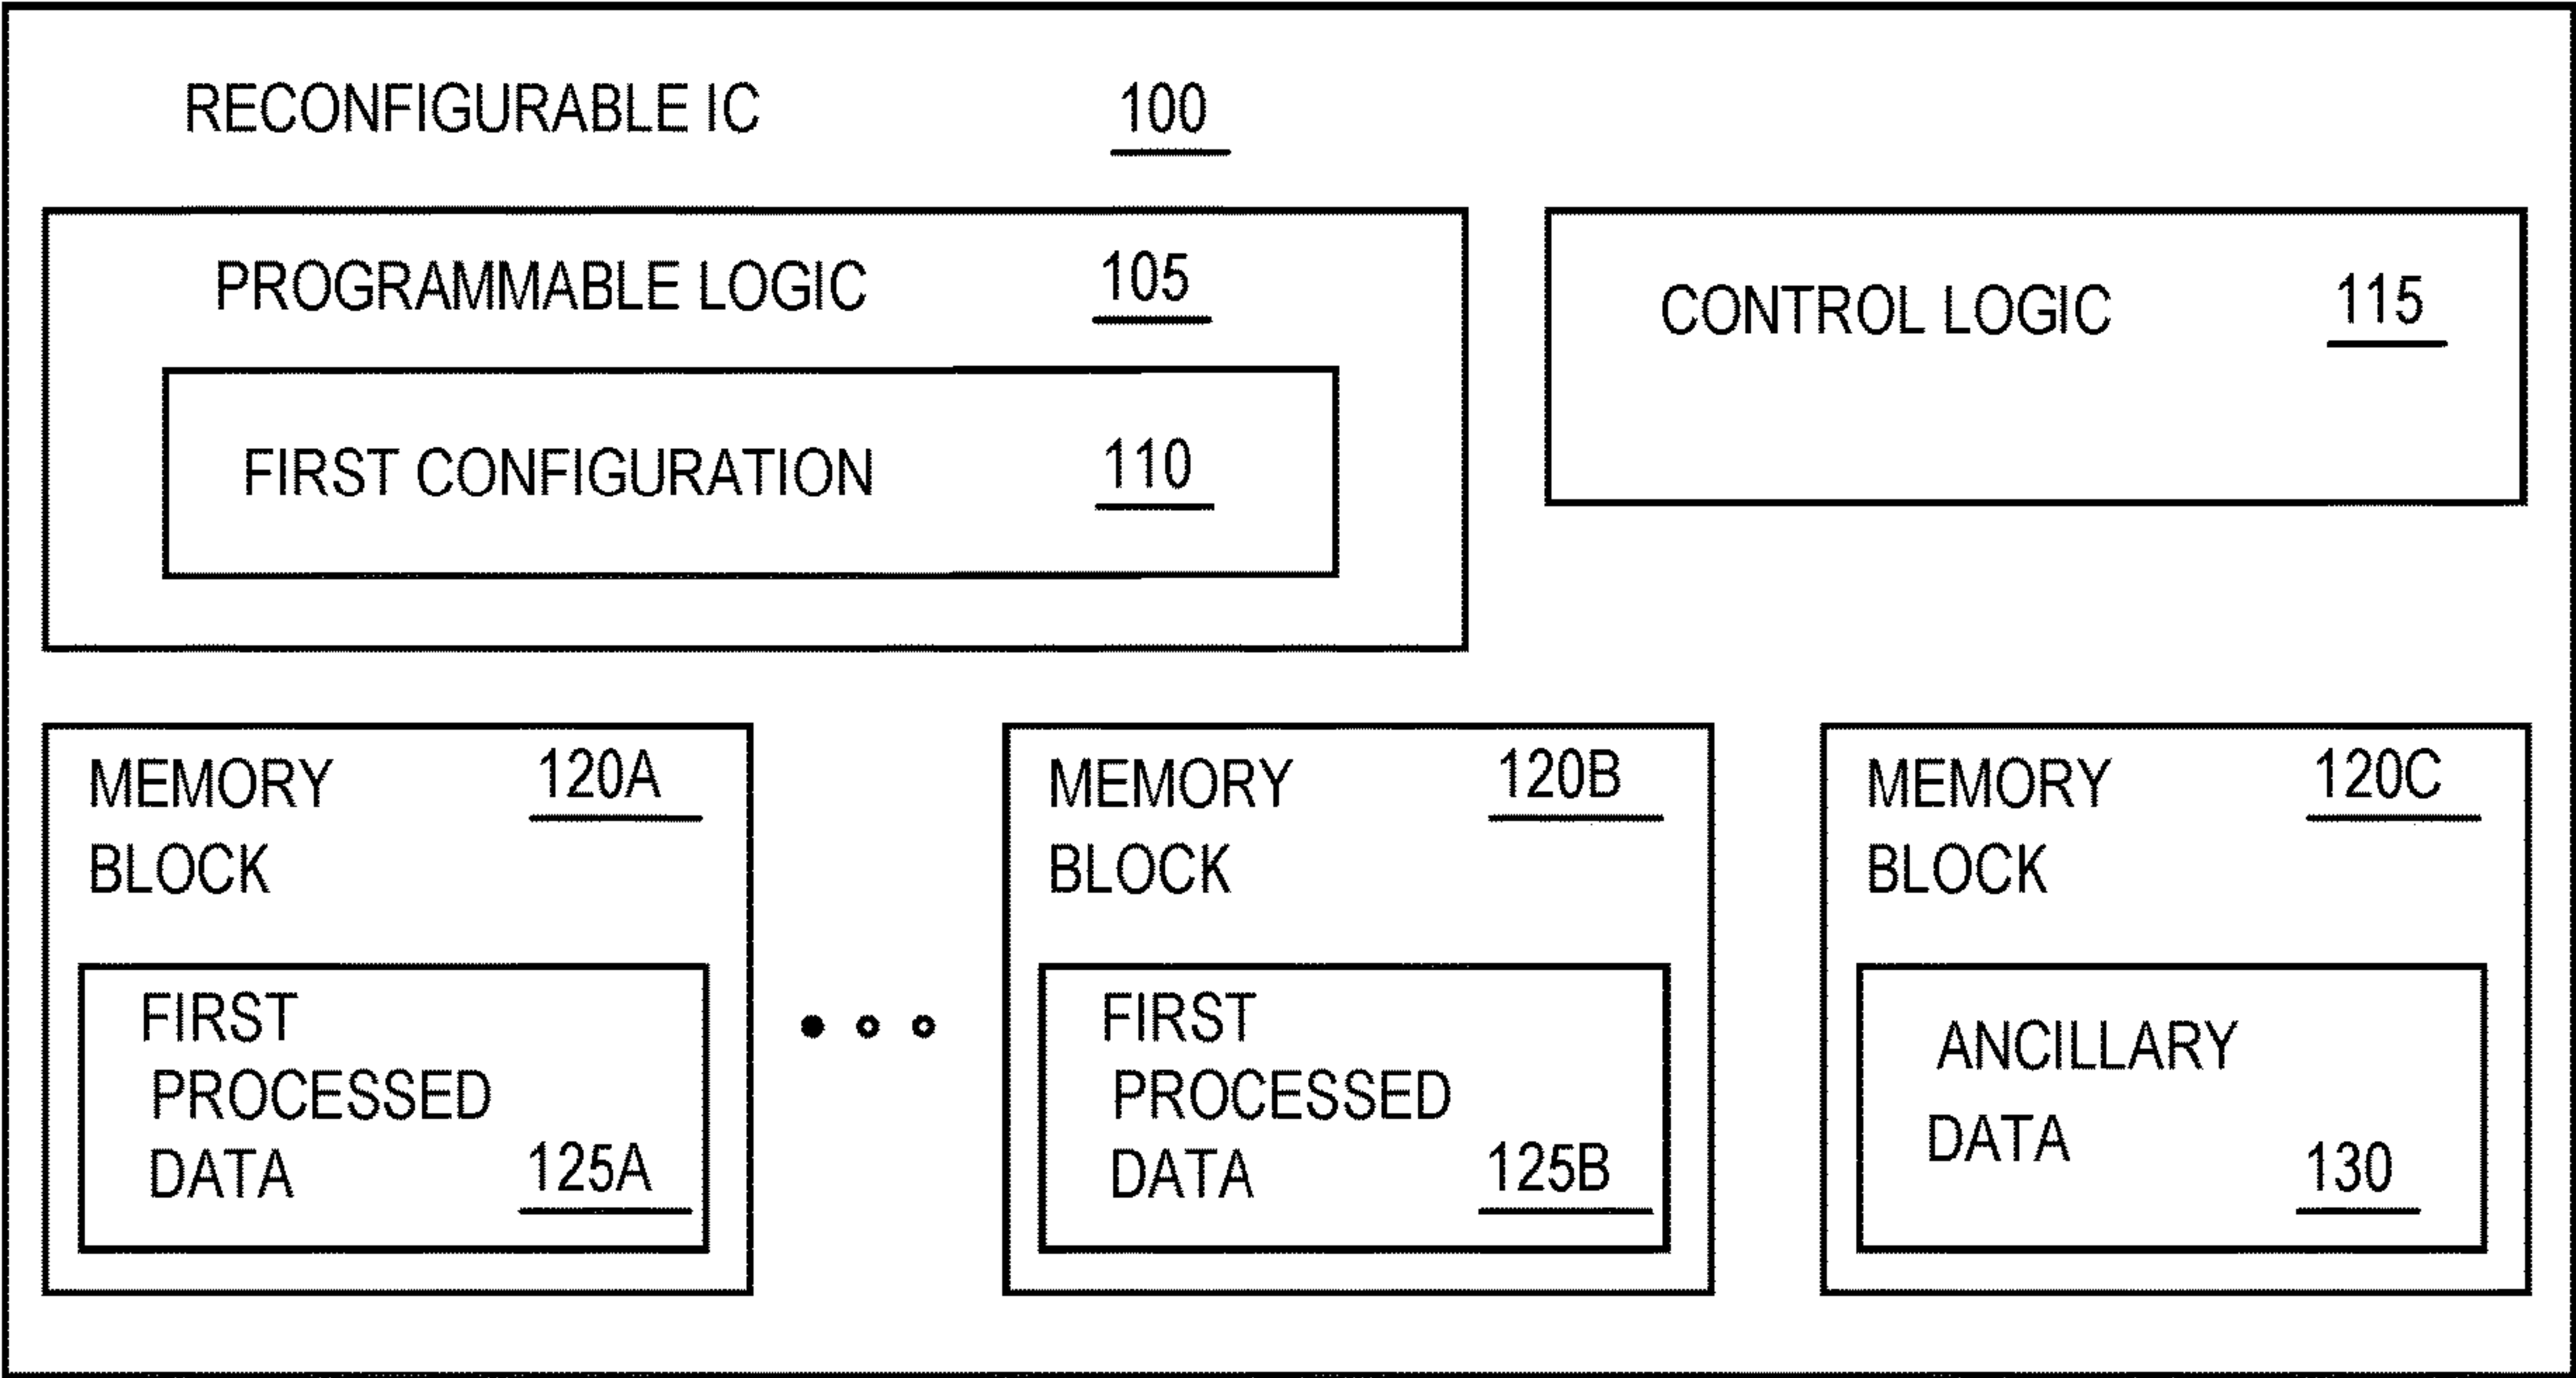 RECONFIGURABLE IC 100
PROGRAMMABLE LOGIC 105
CONTROL LOGIC 115
FIRST CONFIGURATION 110
MEMORY 120A
BLOCK
FIRST
PROCESSED
DATA 125A
MEMORY 120B
BLOCK
FIRST
PROCESSED
DATA 125B
MEMORY 120C
BLOCK
ANCILLARY
DATA 130